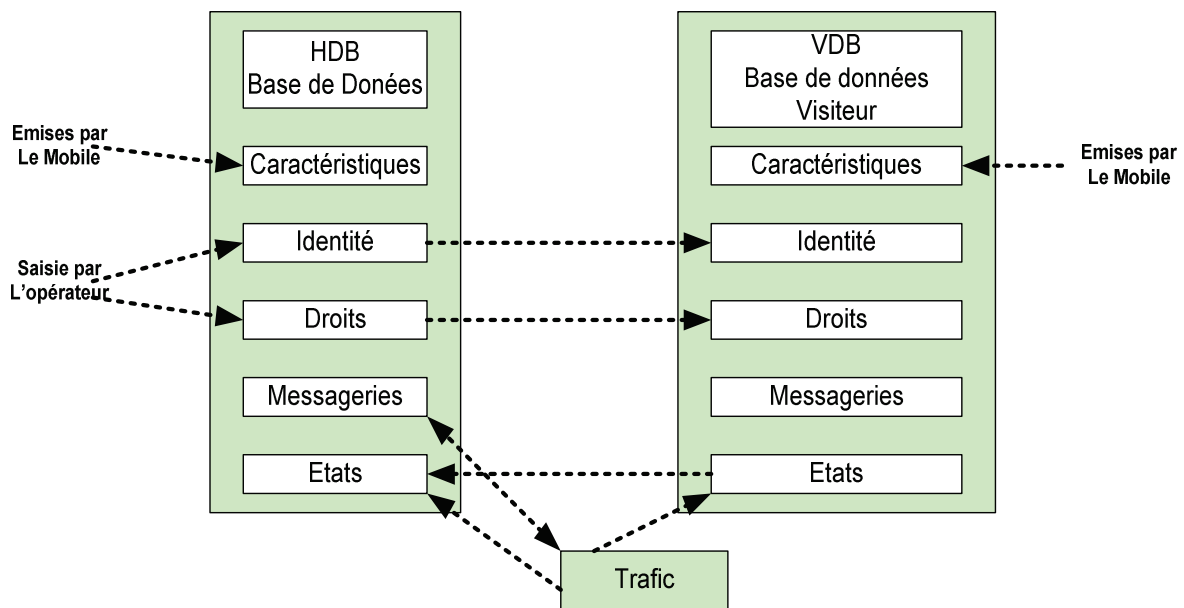 HDB
Base de Donées
VDB
Base de données
Visiteur
Emises par
Le Mobile
Caractéristiques
Caractéristiques
Emises par
Le Mobile
Identité
Identité
Saisie par
L'opérateur
Droits
Droits
Messageries
Messageries
Etats
Etats
Trafic